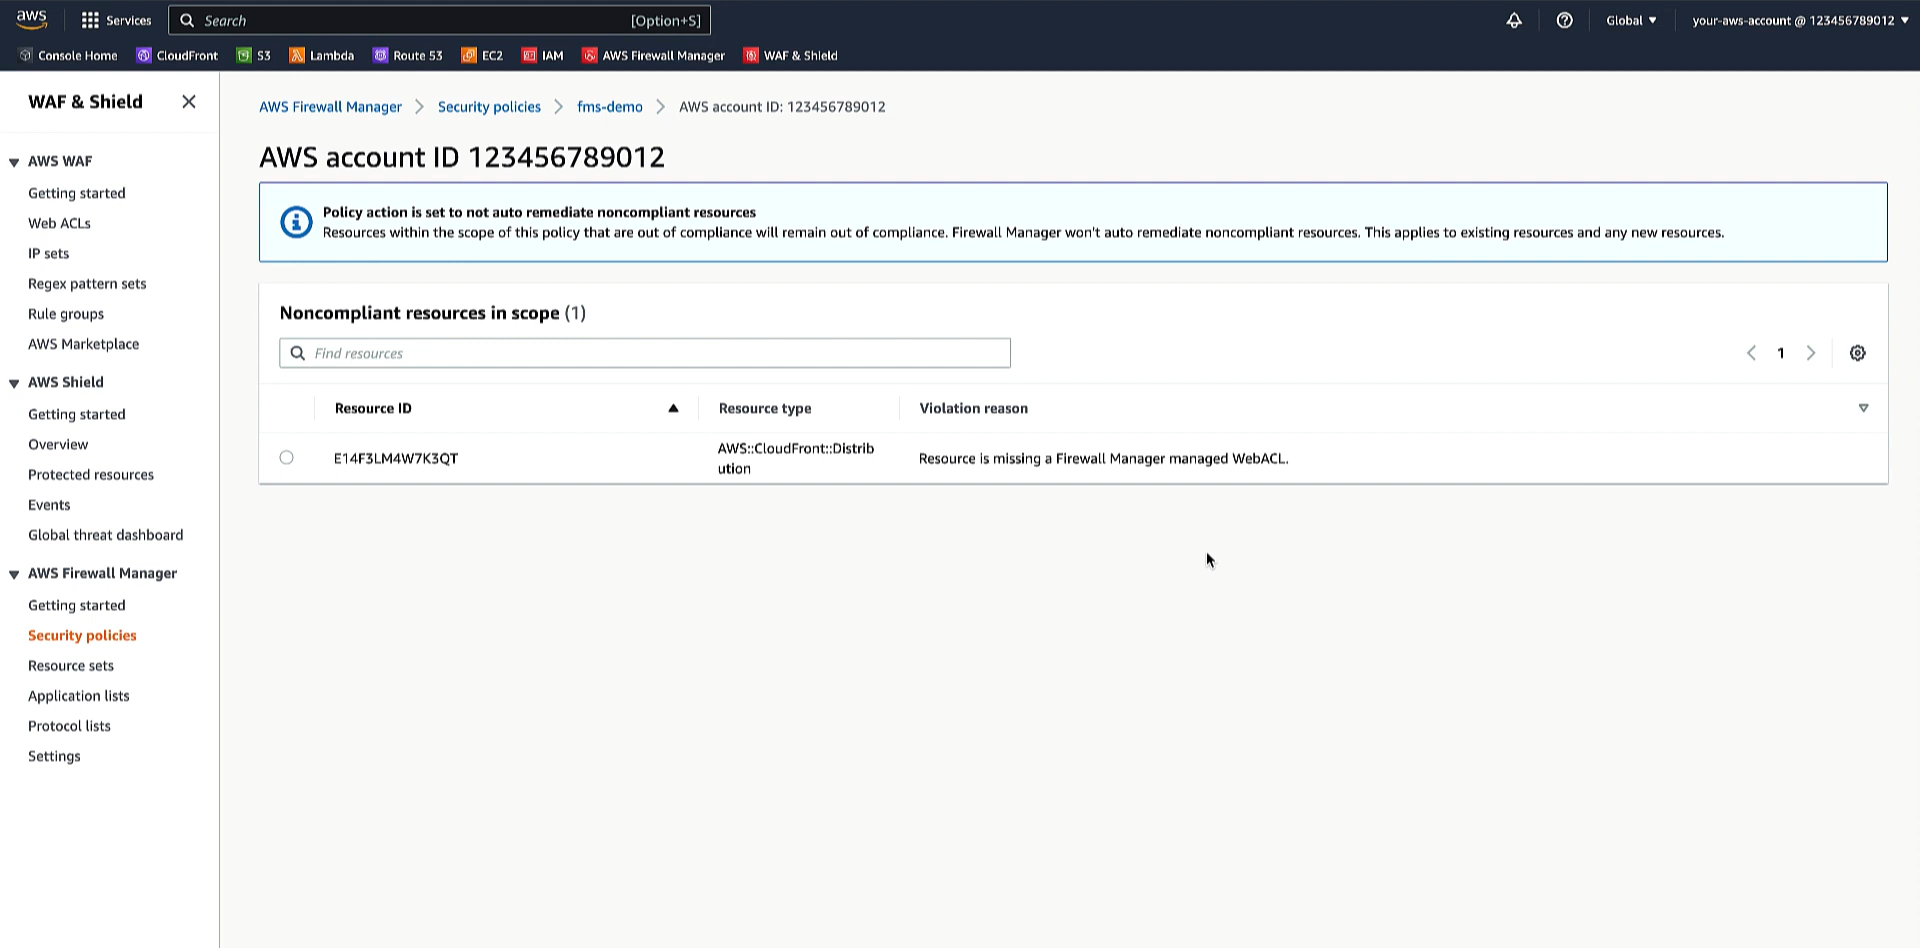 aws
Services
Search
[Option+S]
Global
your-aws-account @ 123456789012
Console Home
CloudFront
S3
Lambda
Route 53
EC2
IAM
AWS Firewall Manager
WAF & Shield
WAF & Shield
AWS WAF
Getting started
Web ACLs
IP sets
Regex pattern sets
Rule groups
AWS Marketplace
AWS Shield
Getting started
Overview
Protected resources
Events
Global threat dashboard
AWS Firewall Manager
Getting started
Security policies
Resource sets
Application lists
Protocol lists
Settings
AWS Firewall Manager
Security policies
fms-demo
AWS account ID: 123456789012
AWS account ID 123456789012
Policy action is set to not auto remediate noncompliant resources
Resources within the scope of this policy that are out of compliance will remain out of compliance. Firewall Manager won't auto remediate noncompliant resources. This applies to existing resources and any new resources.
Noncompliant resources in scope (1)
Find resources
1
Resource ID
Resource type
Violation reason
E14F3LM4W7K3QT
AWS::CloudFront::Distrib
ution
Resource is missing a Firewall Manager managed WebACL.